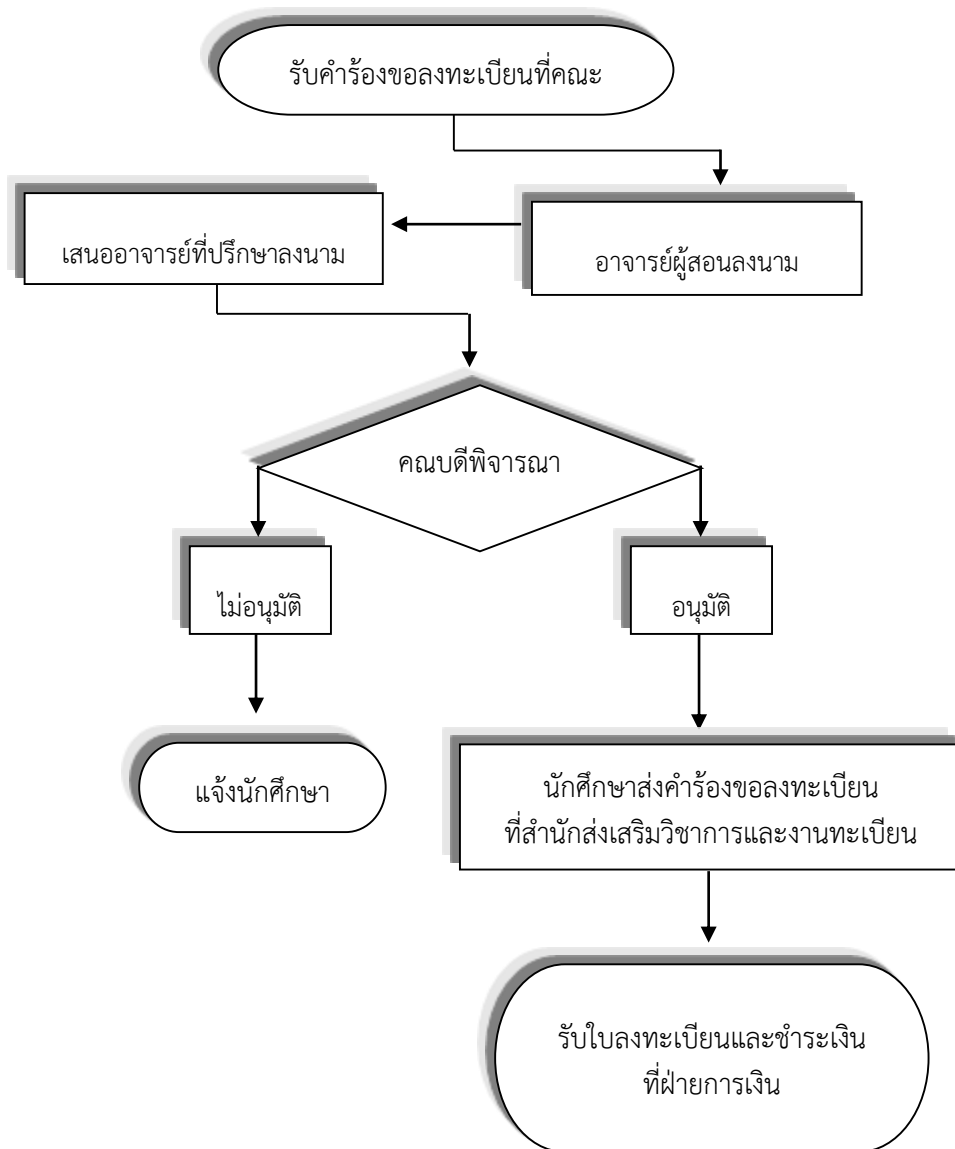 รับคำร้องขอลงทะเบียนที่คณะ
อาจารย์ผู้สอนลงนาม
เสนออาจารย์ที่ปรึกษาลงนาม
คณบดีพิจารณา
ไม่อนุมัติ
อนุมัติ
แจ้งนักศึกษา
นักศึกษาส่งคำร้องขอลงทะเบียน
ที่สำนักส่งเสริมวิชาการและงานทะเบียน
รับใบลงทะเบียนและชำระเงิน
ที่ฝ่ายการเงิน